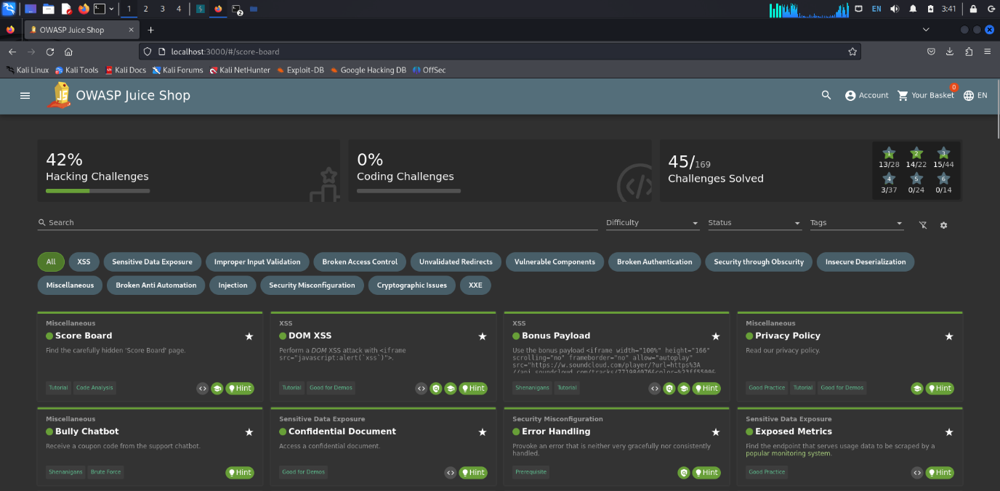 1 2 3 4 2 EN 3:41
OWASP Juice Shop
localhost:3000/#/score-board
Kali Linux Kali Tools Kali Docs Kali Forums Kali NetHunter Exploit-DB Google Hacking DB OffSec
OWASP Juice Shop Account Your Basket 0 EN
42%
Hacking Challenges
0%
Coding Challenges
45/169
Challenges Solved
1 2 3
13/28 14/22 15/44
4 5 6
3/37 0/24 0/14
Search Difficulty Status Tags
All XSS Sensitive Data Exposure Improper Input Validation Broken Access Control Unvalidated Redirects Vulnerable Components Broken Authentication Security through Obscurity Insecure Deserialization
Miscellaneous Broken Anti Automation Injection Security Misconfiguration Cryptographic Issues XXE
Miscellaneous
Score Board
Find the carefully hidden 'Score Board' page.
Tutorial Code Analysis Hint
XSS
DOM XSS
Perform a DOM XSS attack with <iframe
src="javascript:alert(`xss`)">.
Tutorial Good for Demos Hint
XSS
Bonus Payload
Use the bonus payload <iframe width="100%" height="166"
scrolling="no" frameborder="no" allow="autoplay"
src="https://w.soundcloud.com/player/?url=https%3A
//api.soundcloud.com/tracks/771984076&color=%23ff5500&
Shenanigans Tutorial Hint
Miscellaneous
Privacy Policy
Read our privacy policy.
Good Practice Tutorial Good for Demos Hint
Miscellaneous
Bully Chatbot
Receive a coupon code from the support chatbot.
Shenanigans Brute Force Hint
Sensitive Data Exposure
Confidential Document
Access a confidential document.
Good for Demos Hint
Security Misconfiguration
Error Handling
Provoke an error that is neither very gracefully nor consistently
handled.
Prerequisite Hint
Sensitive Data Exposure
Exposed Metrics
Find the endpoint that serves usage data to be scraped by a
popular monitoring system.
Good Practice Hint